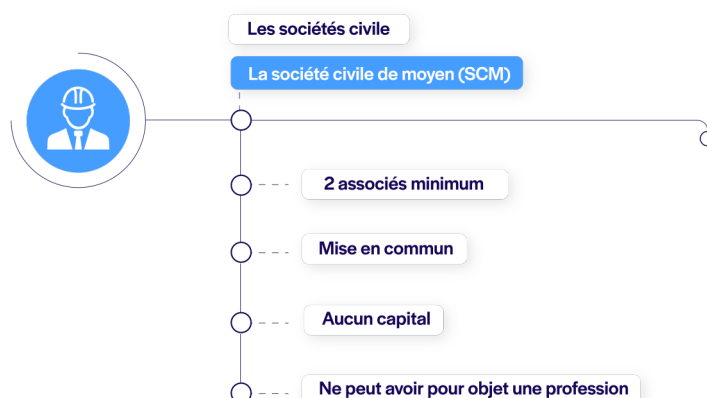 Les sociétés civile
La société civile de moyen (SCM)
2 associés minimum
Mise en commun
Aucun capital
Ne peut avoir pour objet une profession